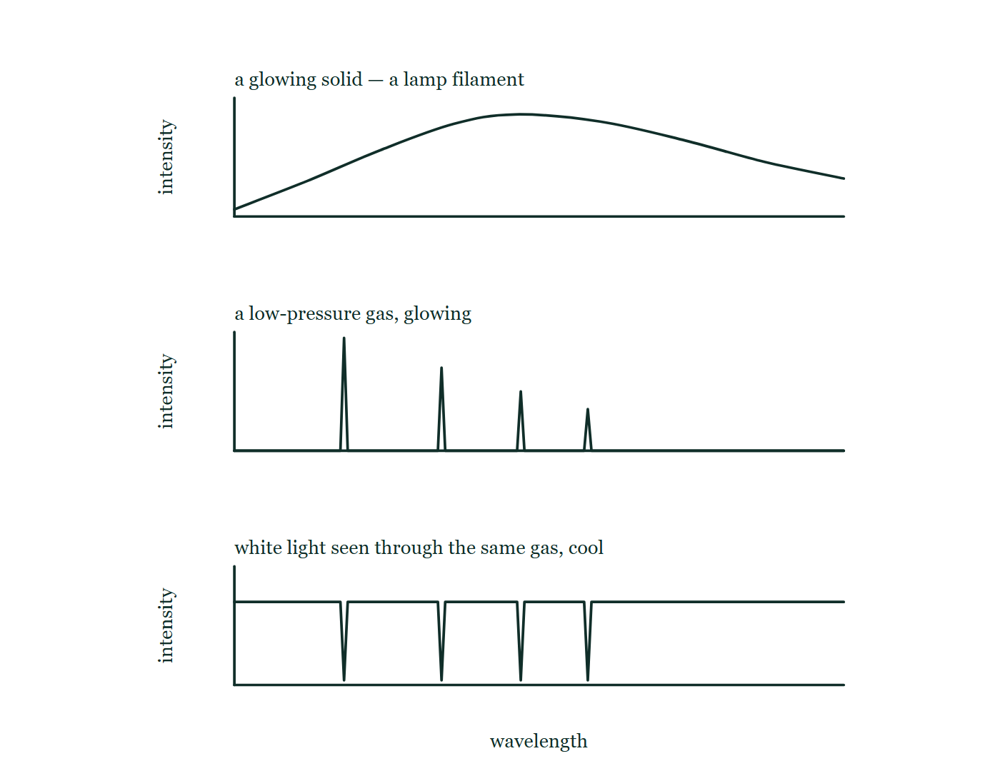 a glowing solid — a lamp filament
intensity
a low-pressure gas, glowing
intensity
white light seen through the same gas, cool
intensity
wavelength